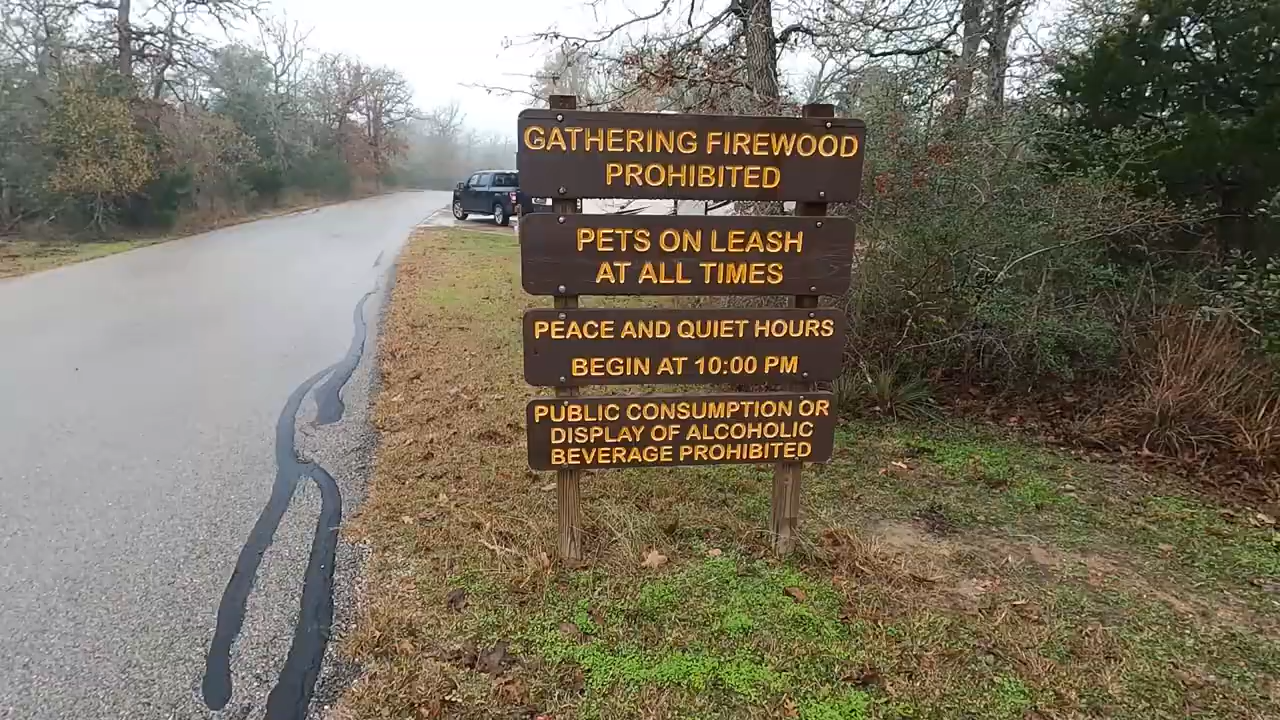 GATHERING FIREWOOD
PROHIBITED
PETS ON LEASH
AT ALL TIMES
PEACE AND QUIET HOURS
BEGIN AT 10:00 PM
PUBLIC CONSUMPTION OR
DISPLAY OF ALCOHOLIC
BEVERAGE PROHIBITED